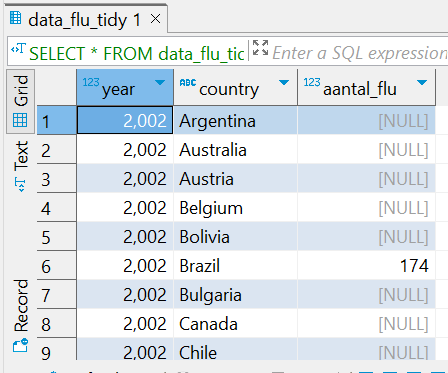 data_flu_tidy 1
SELECT * FROM data_flu_tic Enter a SQL expression
Grid
Text
Record
123 year ABC country 123 aantal_flu
1 2,002 Argentina [NULL]
2 2,002 Australia [NULL]
3 2,002 Austria [NULL]
4 2,002 Belgium [NULL]
5 2,002 Bolivia [NULL]
6 2,002 Brazil 174
7 2,002 Bulgaria [NULL]
8 2,002 Canada [NULL]
9 2,002 Chile [NULL]